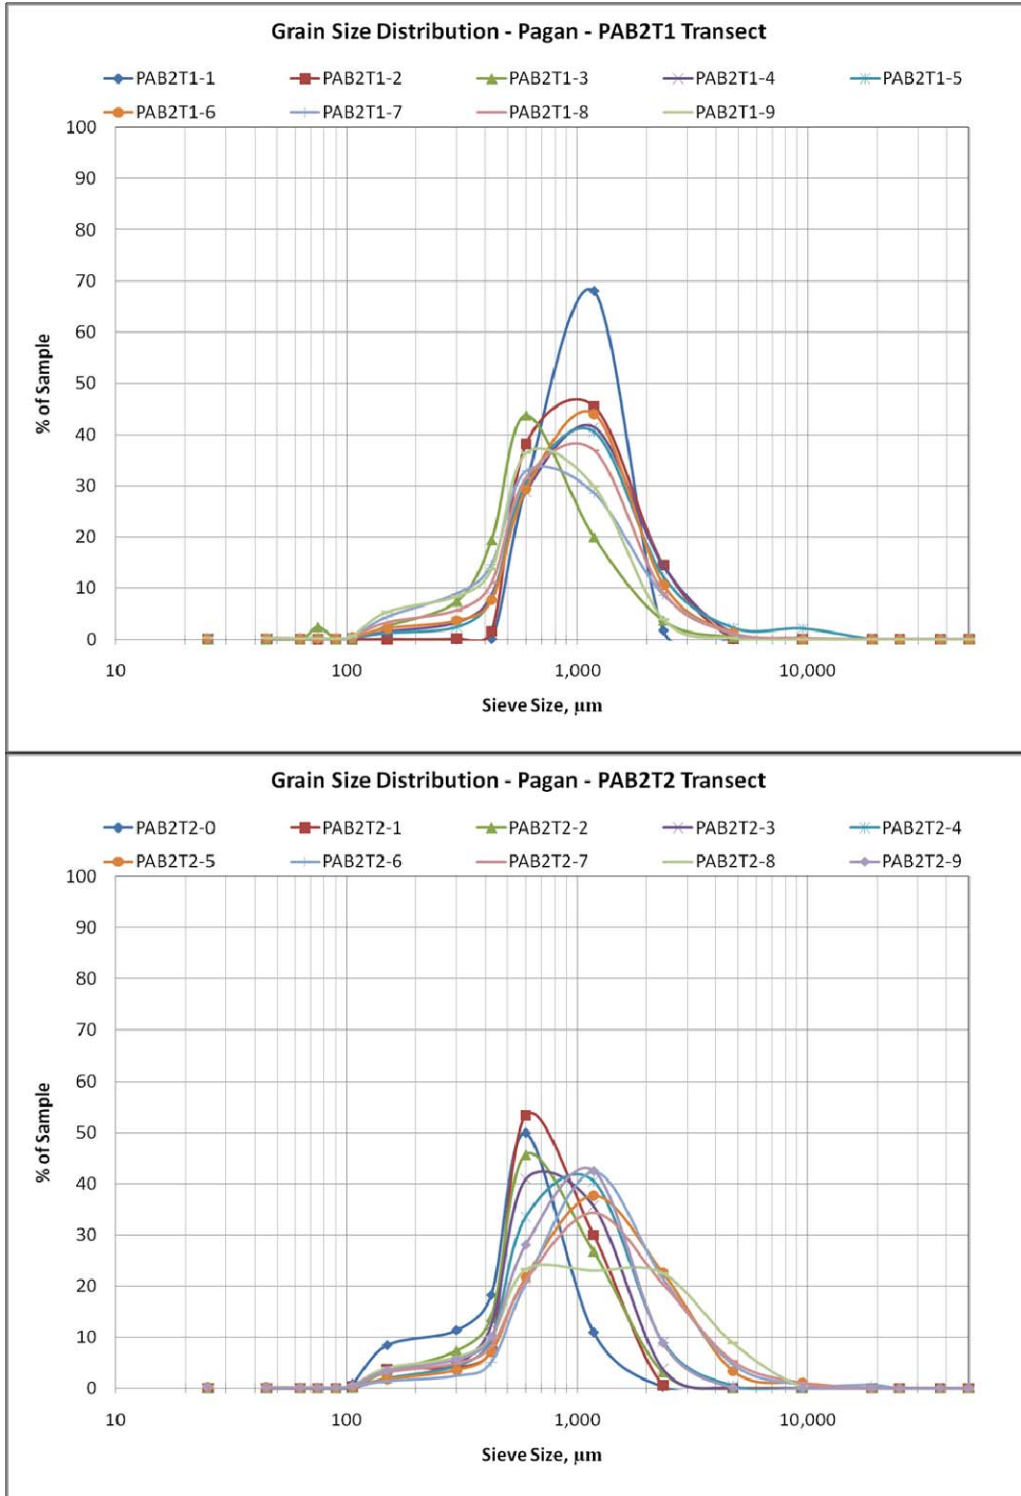 Grain Size Distribution - Pagan - PAB2T1 Transect
PAB2T1-1 PAB2T1-2 PAB2T1-3 PAB2T1-4 PAB2T1-5
PAB2T1-6 PAB2T1-7 PAB2T1-8 PAB2T1-9
100
90
80
70
60
50
40
30
20
10
0
% of Sample
10 100 1,000 10,000
Sieve Size, µm
Grain Size Distribution - Pagan - PAB2T2 Transect
PAB2T2-0 PAB2T2-1 PAB2T2-2 PAB2T2-3 PAB2T2-4
PAB2T2-5 PAB2T2-6 PAB2T2-7 PAB2T2-8 PAB2T2-9
100
90
80
70
60
50
40
30
20
10
0
% of Sample
10 100 1,000 10,000
Sieve Size, µm